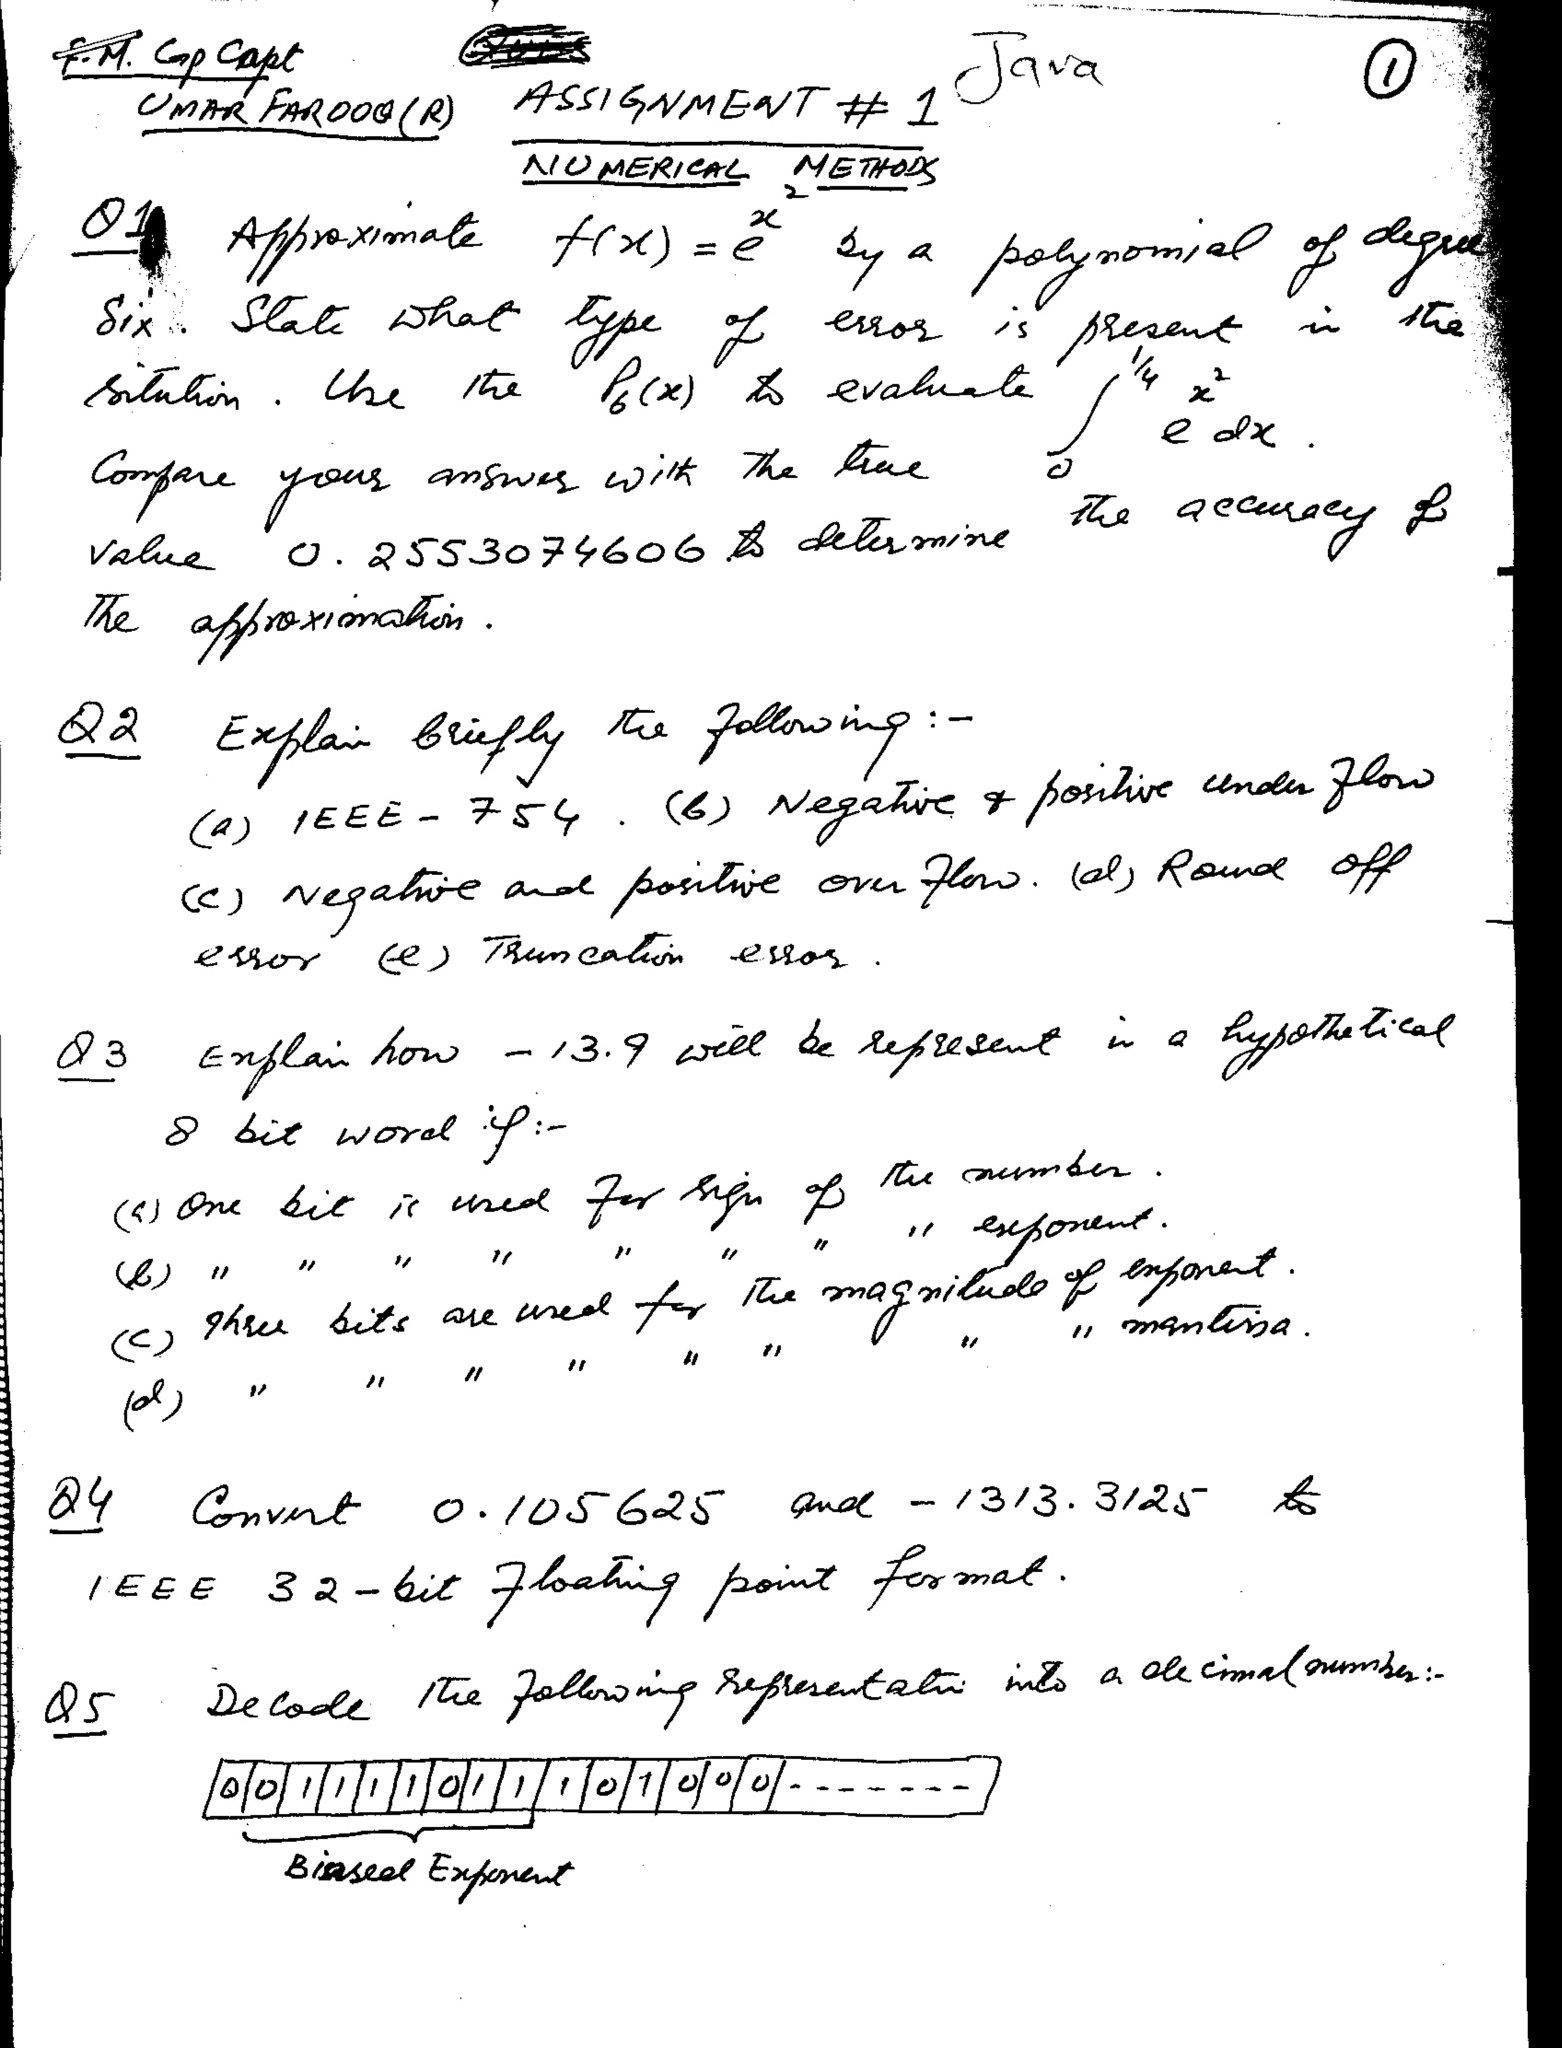 F.M. Gp Capt
UMAR FAROOQ (R)
Java
1
ASSIGNMENT # 1
NUMERICAL METHODS
Q1 Approximate f(x) = e^x^2 by a polynomial of degree
Six. State what type of error is present in the
sitution. Use the P6(x) to evaluate ∫ 0 1/4 e^x^2 dx.
Compare your answer with the true
value 0.2553074606 to determine the accuracy of
the approximation.
Q2 Explain briefly the following :-
(a) IEEE - 754. (b) Negative & positive under flow
(c) Negative and positive over flow. (d) Round off
error (e) Truncation error.
Q3 Explain how - 13.9 will be represent in a hypothetical
8 bit word if :-
(a) One bit is used for sign of the number.
(b) " " " " " " " " exponent.
(c) Three bits are used for the magnitude of exponent.
(d) " " " " " " " " mantissa.
Q4 Convert 0.105625 and - 1313.3125 to
IEEE 32-bit floating point format.
Q5 Decode the following representatin into a decimal number:-
0 0 1 1 1 1 0 1 1 1 0 1 0 0 0 -------
Biased Exponent